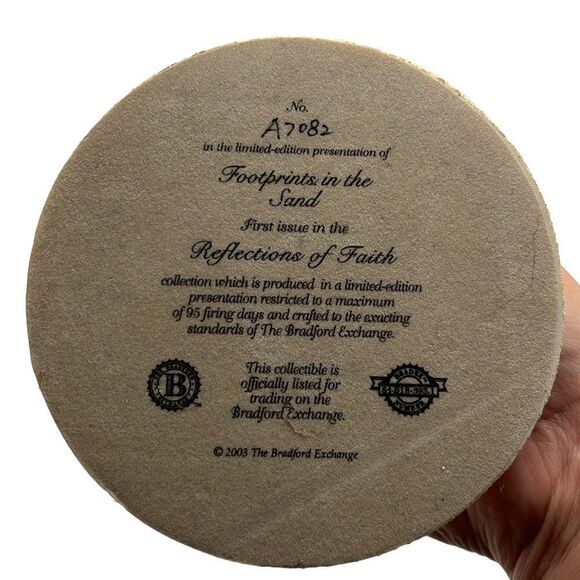 No.
A7082
in the limited-edition presentation of
Footprints in the
Sand
First issue in the
Reflections of Faith
collection which is produced in a limited-edition
presentation restricted to a maximum
of 95 firing days and crafted to the exacting
standards of The Bradford Exchange.
This collectible is
officially listed for
trading on the
Bradford Exchange.
B
TM
BRADEX
NUMBER
© 2003 The Bradford Exchange